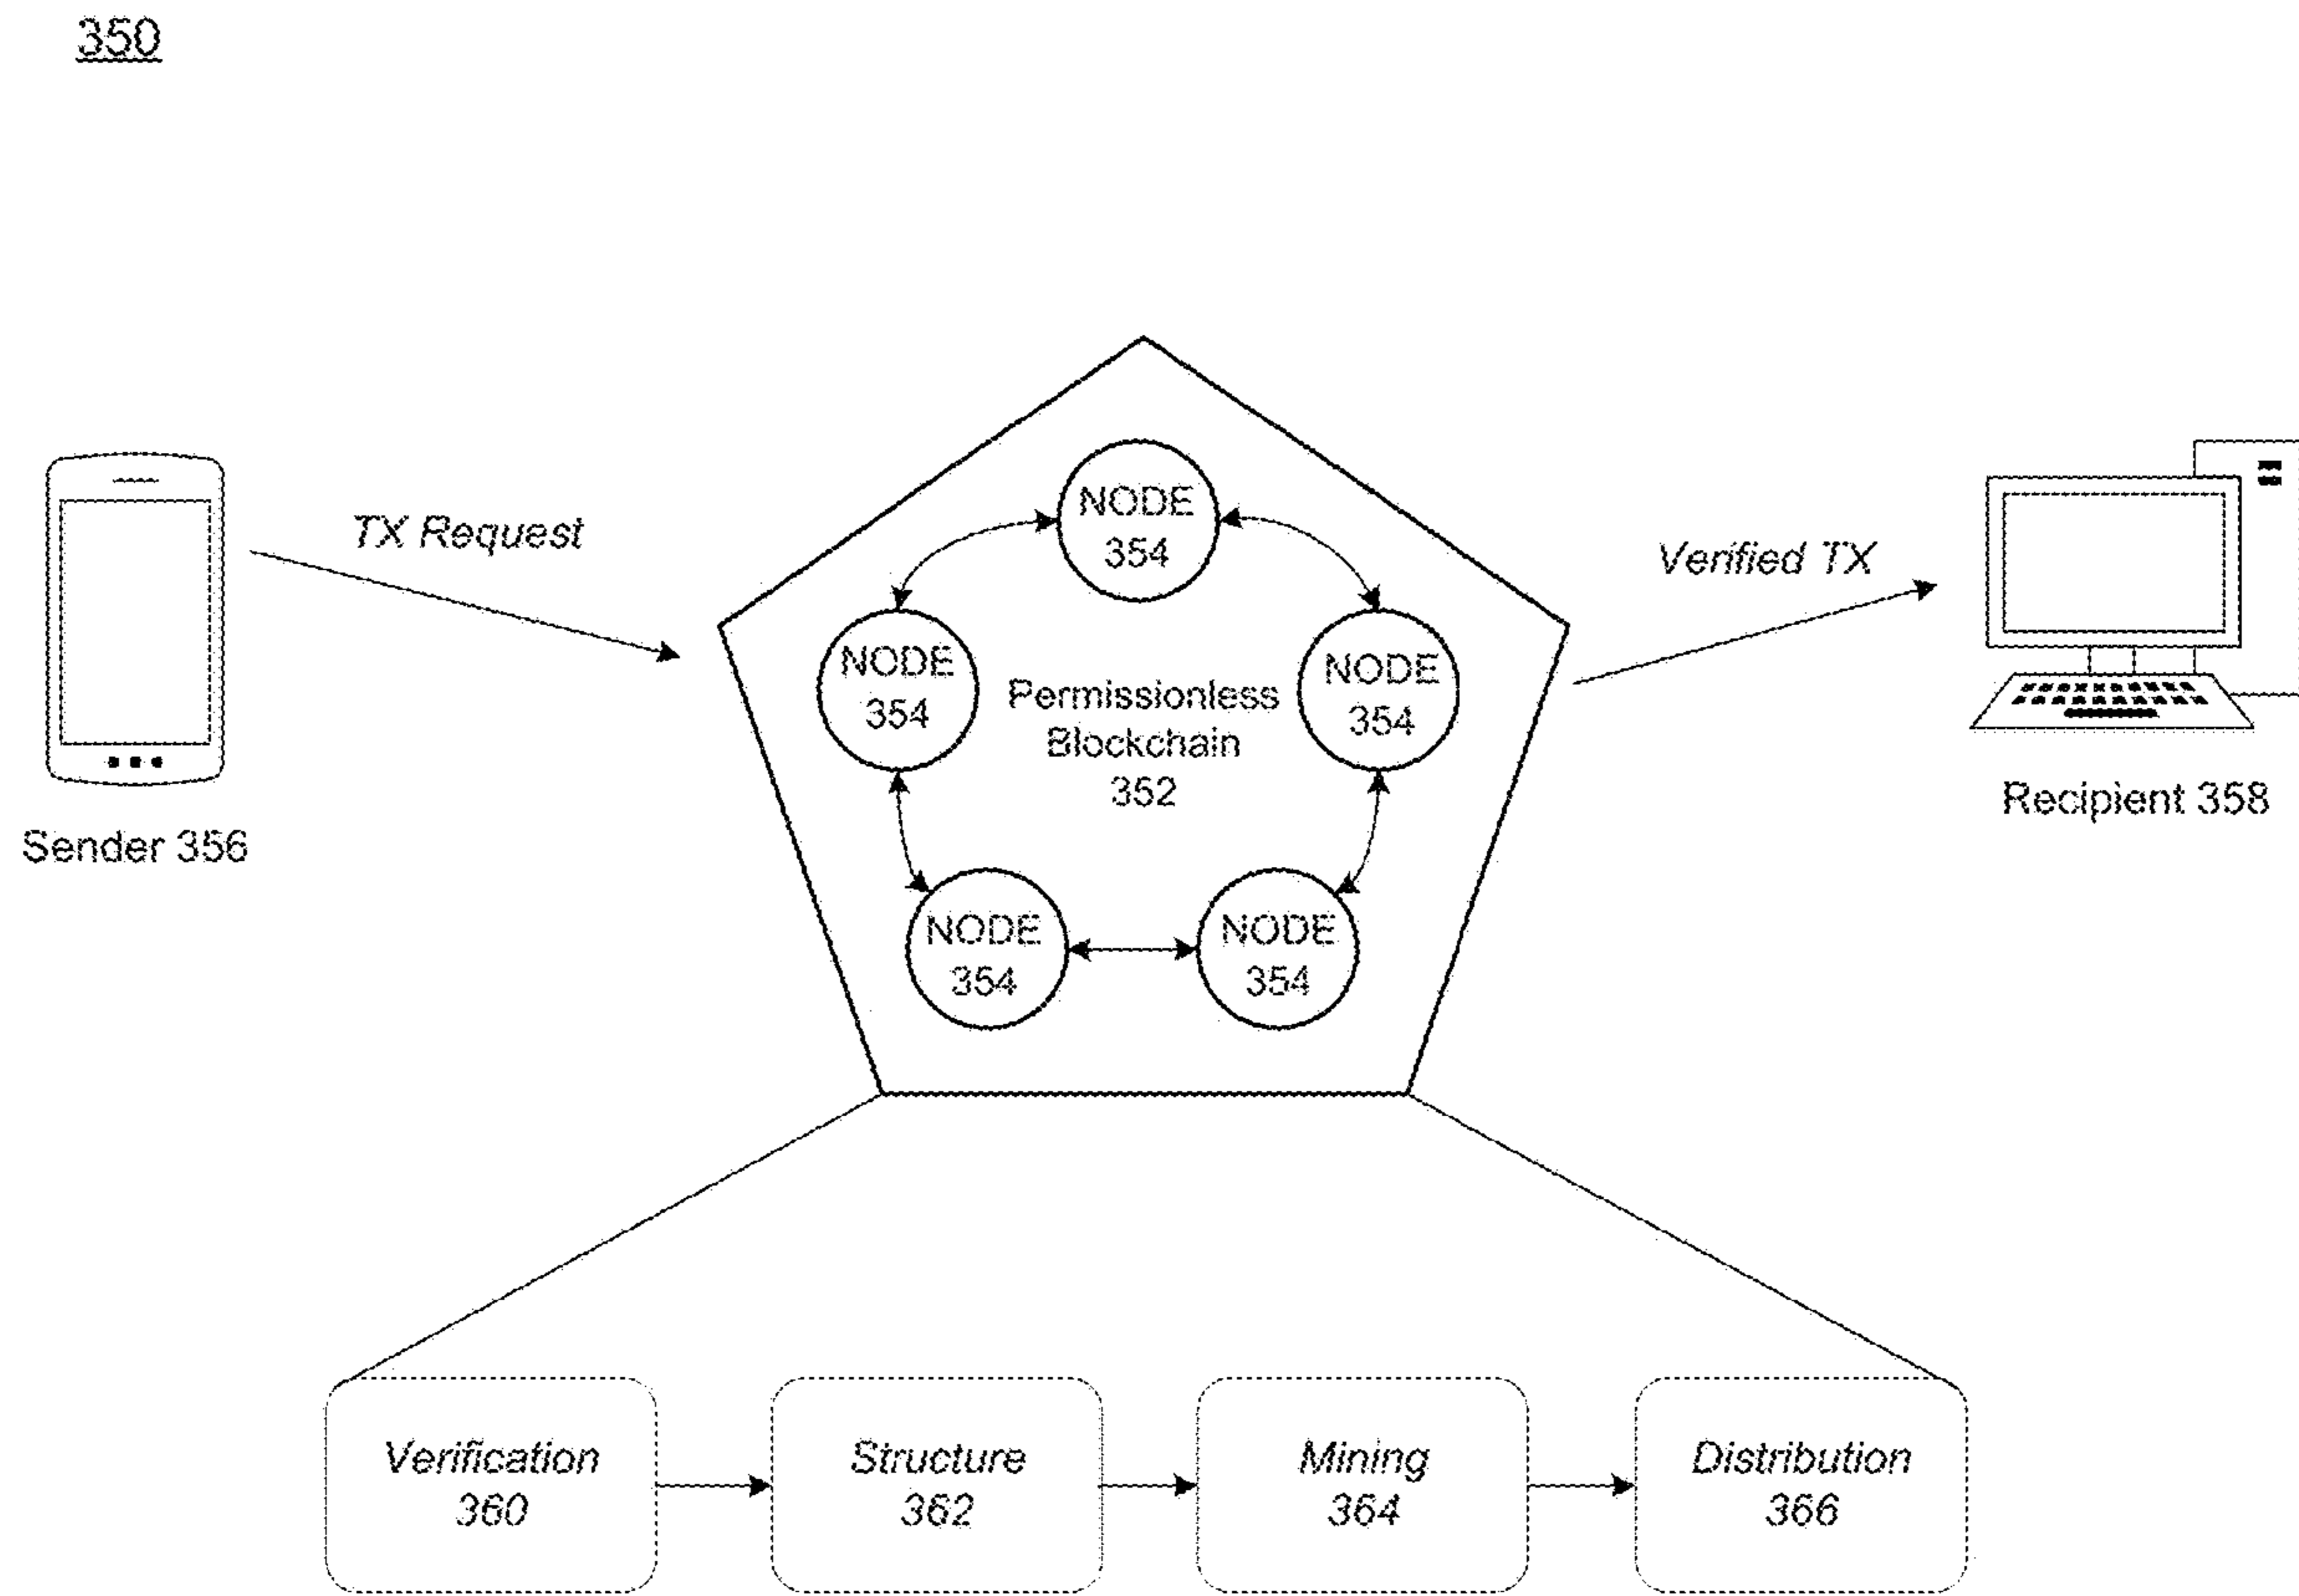 350
TX Request
Verified TX
NODE
354
NODE
354
NODE
354
Permissionless
Blockchain
352
NODE
354
NODE
354
Sender 356
Recipient 358
Verification
360
Structure
362
Mining
364
Distribution
366